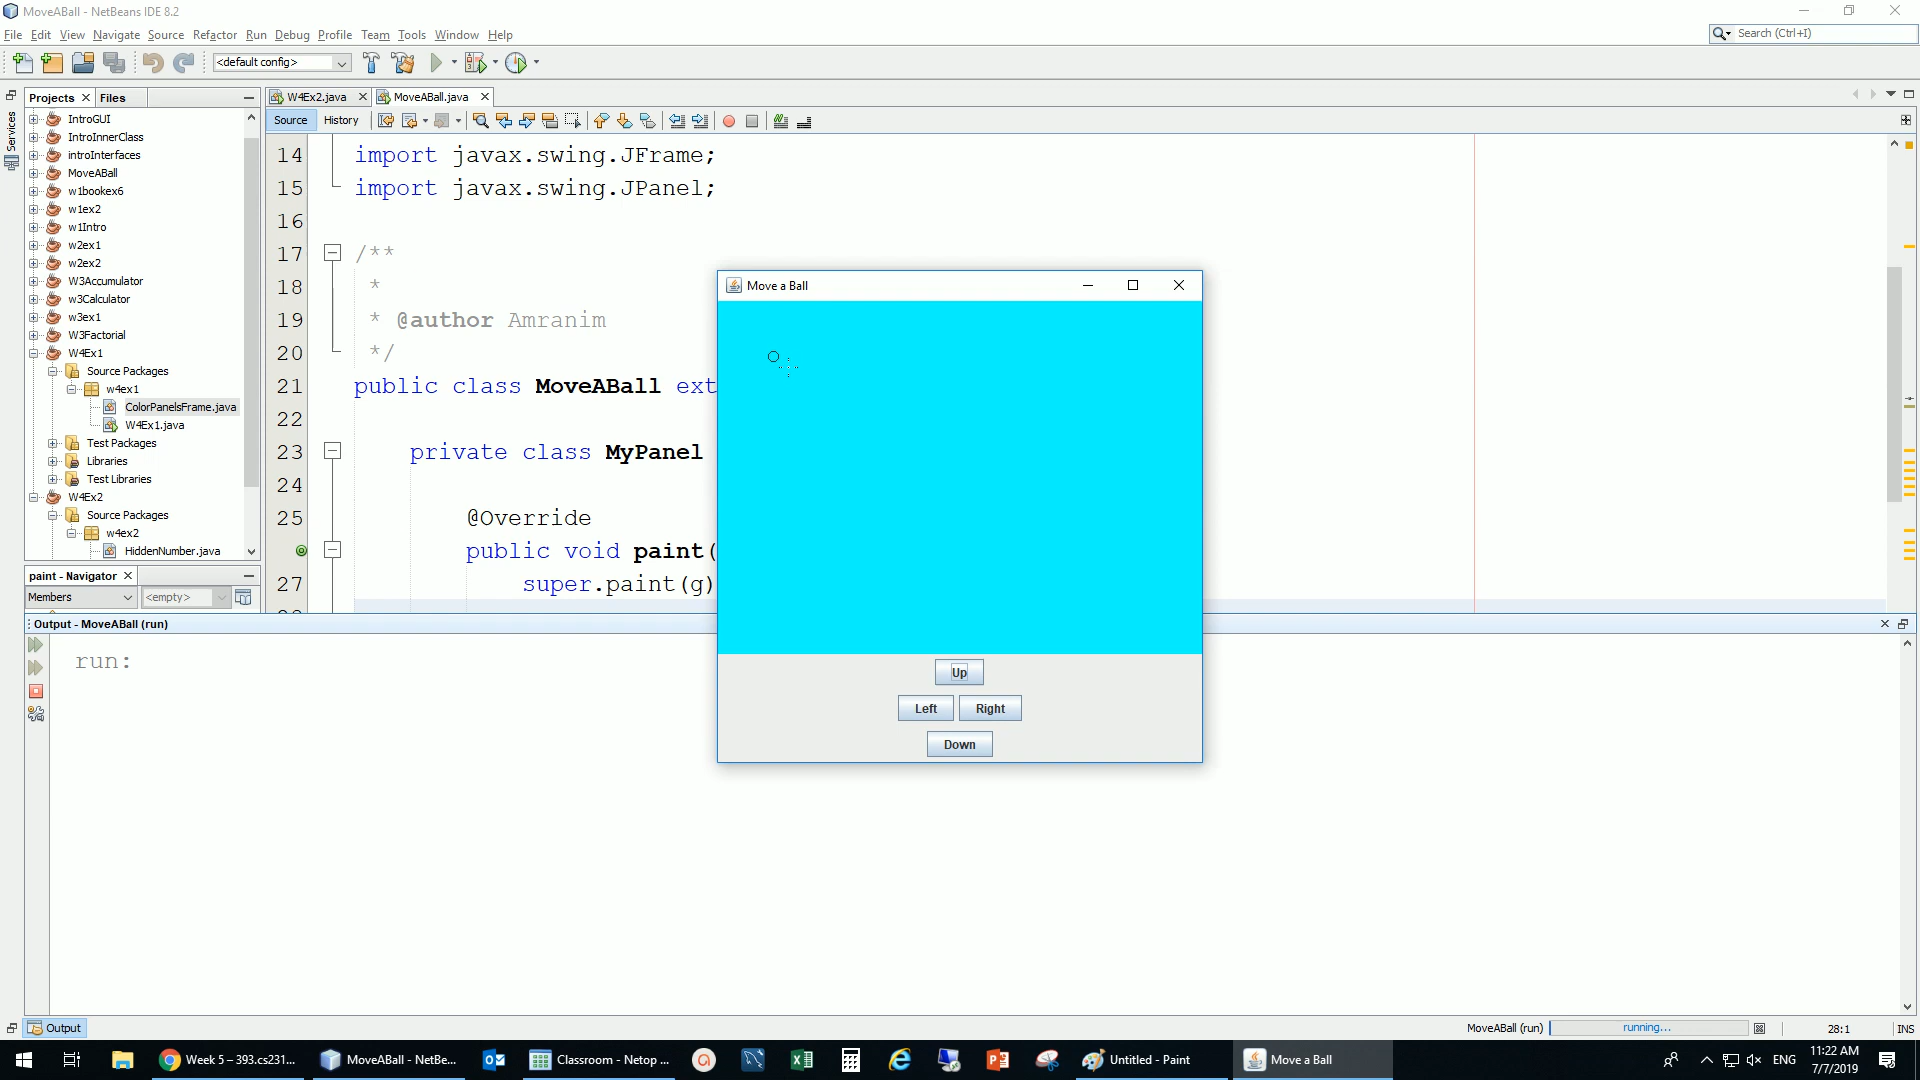 MoveABall - NetBeans IDE 8.2
File Edit View Navigate Source Refactor Run Debug Profile Team Tools Window Help
Search (Ctrl+I)
<default config>
Projects Files
W4Ex2.java MoveABall.java
Services
Source History
IntroGUI
IntroInnerClass
introInterfaces
MoveABall
w1bookex6
w1ex2
w1Intro
w2ex1
w2ex2
W3Accumulator
w3Calculator
w3ex1
W3Factorial
W4Ex1
Source Packages
w4ex1
ColorPanelsFrame.java
W4Ex1.java
Test Packages
Libraries
Test Libraries
W4Ex2
Source Packages
w4ex2
HiddenNumber.java
14 import javax.swing.JFrame;
15 import javax.swing.JPanel;
16
17 /**
18 *
19 * @author Amranim
20 */
21 public class MoveABall ext
22
23 private class MyPanel
24
25 @Override
public void paint(
27 super.paint(g)
Move a Ball
Up
Left Right
Down
paint - Navigator
Members <empty>
Output - MoveABall (run)
run:
Output
MoveABall (run) running... 28:1 INS
Week 5 – 393.cs231... MoveABall - NetBe... Classroom - Netop ... Untitled - Paint Move a Ball
ENG
11:22 AM
7/7/2019